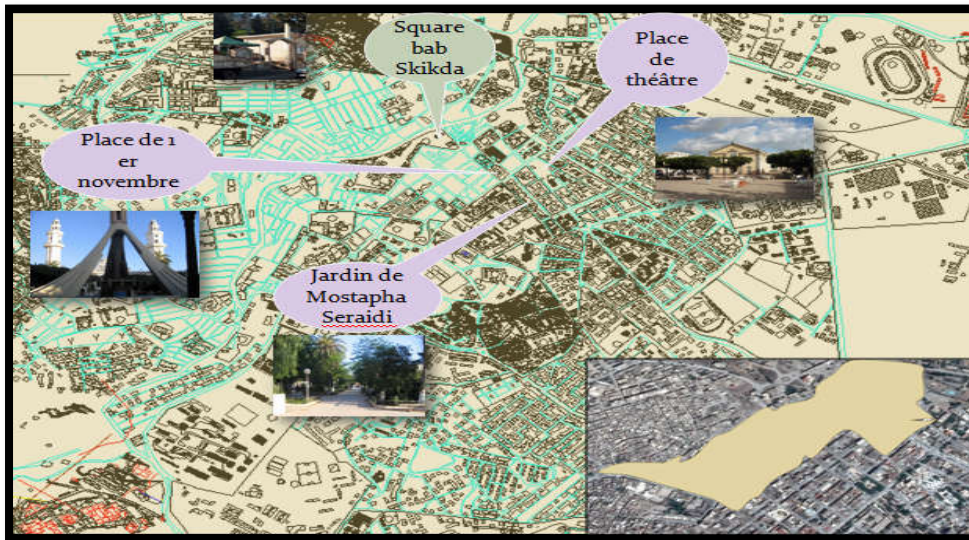 Square
bab
Skikda
Place
de
théâtre
Place de 1
er
novembre
Jardin de
Mostapha
Seraidi